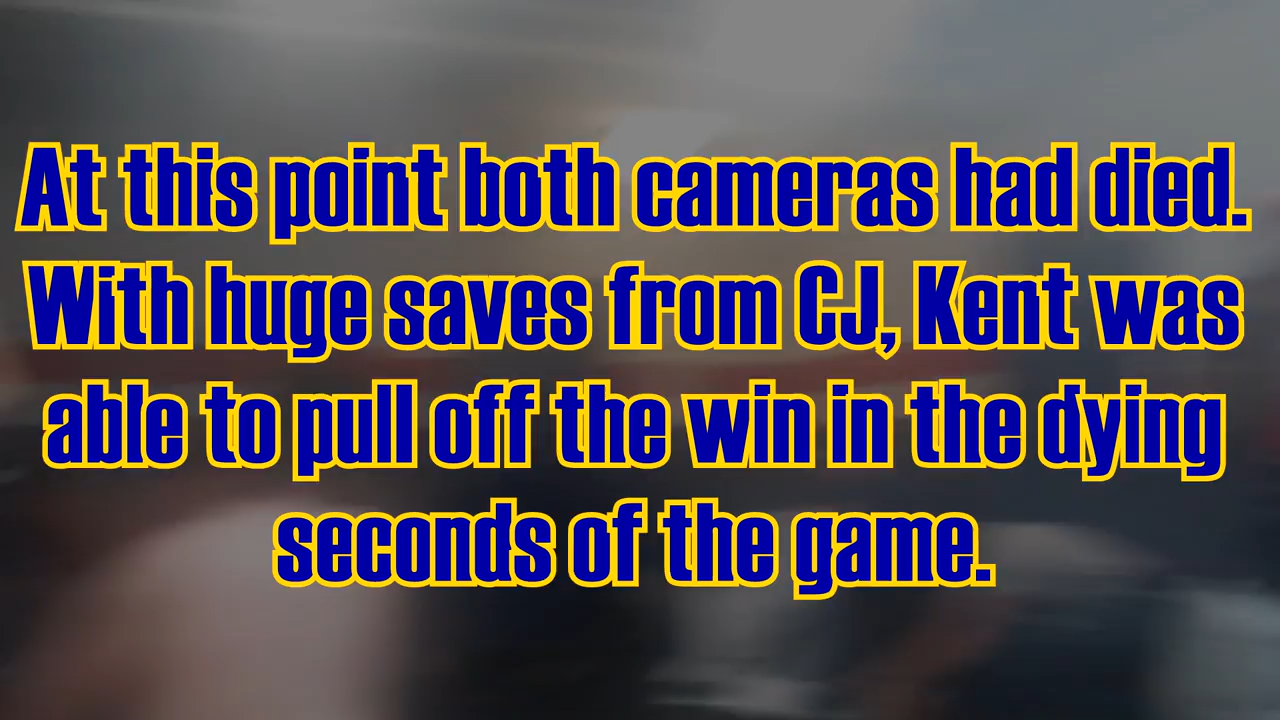 At this point both cameras had died.
With huge saves from CJ, Kent was
able to pull off the win in the dying
seconds of the game.